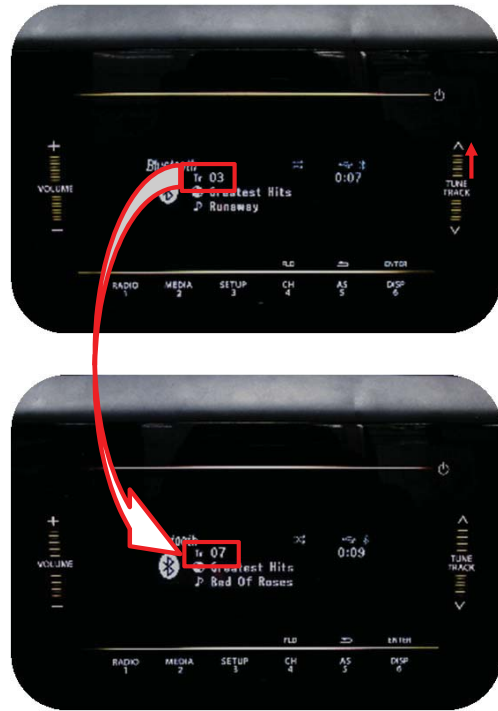 +
VOLUME
−
Bluetooth
Tr 03
0:07
Greatest Hits
Runaway
TUNE
TRACK
FLD
ENTER
RADIO MEDIA SETUP CH AS DISP
1 2 3 4 5 6
+
VOLUME
−
Tr 07
0:09
Greatest Hits
Bed Of Roses
TUNE
TRACK
FLD
ENTER
RADIO MEDIA SETUP CH AS DISP
1 2 3 4 5 6